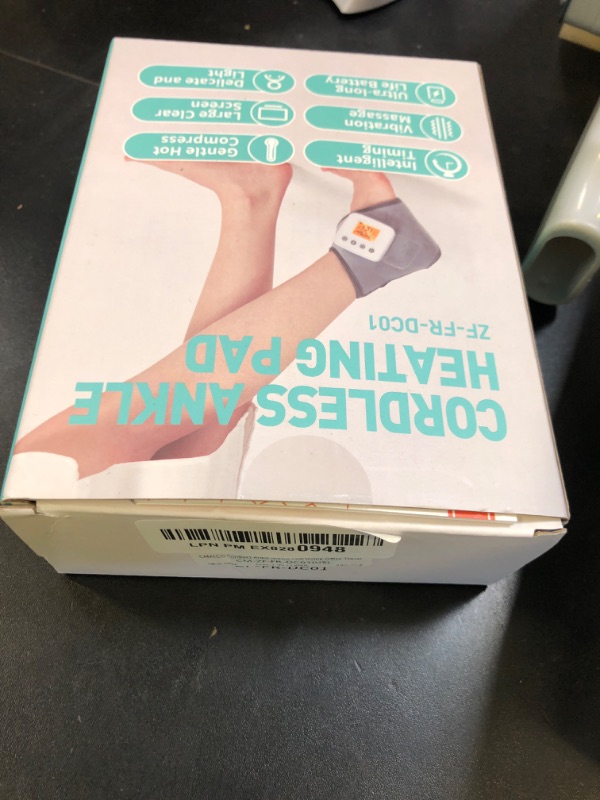 CORDLESS ANKLE
HEATING PAD
ZF-FR-DC01
Intelligent
Timing
Gentle Hot
Compress
Vibration
Massage
Large Clear
Screen
Ultra-long
Life Battery
Delicate and
Light
LPN PM EX0280948